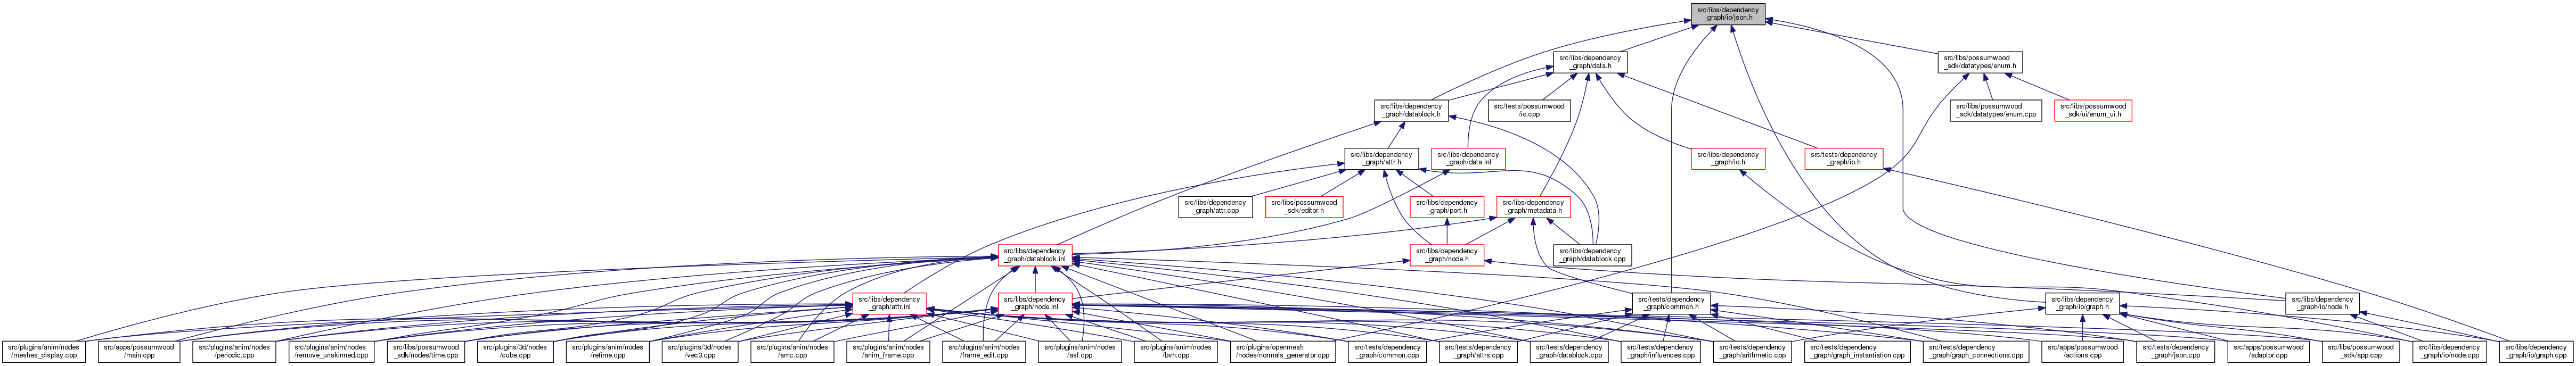 src/libs/dependency
_graph/io/json.h
src/libs/dependency
_graph/data.h
src/libs/possumwood
_sdk/datatypes/enum.h
src/libs/dependency
_graph/datablock.h
src/tests/possumwood
/io.cpp
src/libs/possumwood
_sdk/datatypes/enum.cpp
src/libs/possumwood
_sdk/ui/enum_ui.h
src/libs/dependency
_graph/attr.h
src/libs/dependency
_graph/data.inl
src/libs/dependency
_graph/io.h
src/tests/dependency
_graph/io.h
src/libs/dependency
_graph/attr.cpp
src/libs/possumwood
_sdk/editor.h
src/libs/dependency
_graph/port.h
src/libs/dependency
_graph/metadata.h
src/libs/dependency
_graph/datablock.inl
src/libs/dependency
_graph/node.h
src/libs/dependency
_graph/datablock.cpp
src/libs/dependency
_graph/attr.inl
src/libs/dependency
_graph/node.inl
src/tests/dependency
_graph/common.h
src/libs/dependency
_graph/io/graph.h
src/libs/dependency
_graph/io/node.h
src/plugins/anim/nodes
/meshes_display.cpp
src/apps/possumwood
/main.cpp
src/plugins/anim/nodes
/periodic.cpp
src/plugins/anim/nodes
/remove_unskinned.cpp
src/libs/possumwood
_sdk/nodes/time.cpp
src/plugins/3d/nodes
/cube.cpp
src/plugins/anim/nodes
/retime.cpp
src/plugins/3d/nodes
/vec3.cpp
src/plugins/anim/nodes
/amc.cpp
src/plugins/anim/nodes
/anim_frame.cpp
src/plugins/anim/nodes
/frame_edit.cpp
src/plugins/anim/nodes
/asf.cpp
src/plugins/anim/nodes
/bvh.cpp
src/plugins/openmesh
/nodes/normals_generator.cpp
src/tests/dependency
_graph/common.cpp
src/tests/dependency
_graph/attrs.cpp
src/tests/dependency
_graph/datablock.cpp
src/tests/dependency
_graph/influences.cpp
src/tests/dependency
_graph/arithmetic.cpp
src/tests/dependency
_graph/graph_instantiation.cpp
src/tests/dependency
_graph/graph_connections.cpp
src/apps/possumwood
/actions.cpp
src/tests/dependency
_graph/json.cpp
src/apps/possumwood
/adaptor.cpp
src/libs/possumwood
_sdk/app.cpp
src/libs/dependency
_graph/io/node.cpp
src/libs/dependency
_graph/io/graph.cpp